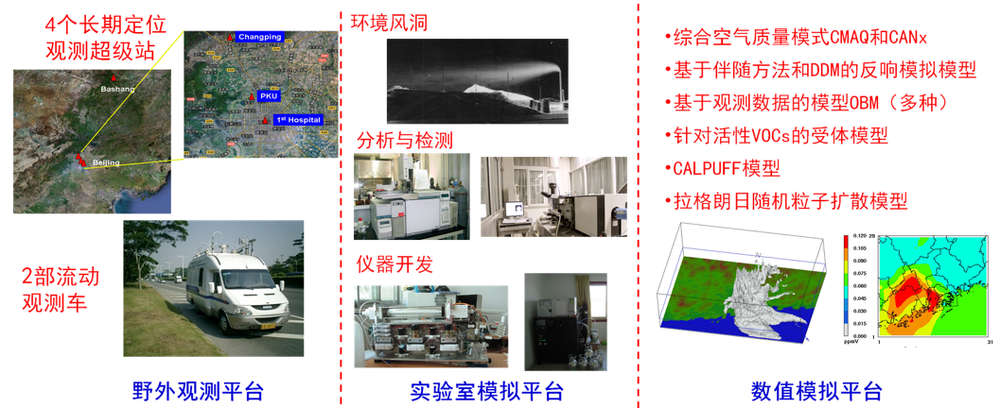 4个长期定位
观测超级站
Changping
PKU
1st Hospital
Bashang
Beijing
2部流动
观测车
野外观测平台
环境风洞
分析与检测
仪器开发
实验室模拟平台
•综合空气质量模式CMAQ和CANx
•基于伴随方法和DDM的反响模拟模型
•基于观测数据的模型OBM（多种）
•针对活性VOCs的受体模型
•CALPUFF模型
•拉格朗日随机粒子扩散模型
0.120
0.105
0.090
0.075
0.060
0.045
0.030
0.015
0.000
ppmV
25
1
1
31
数值模拟平台